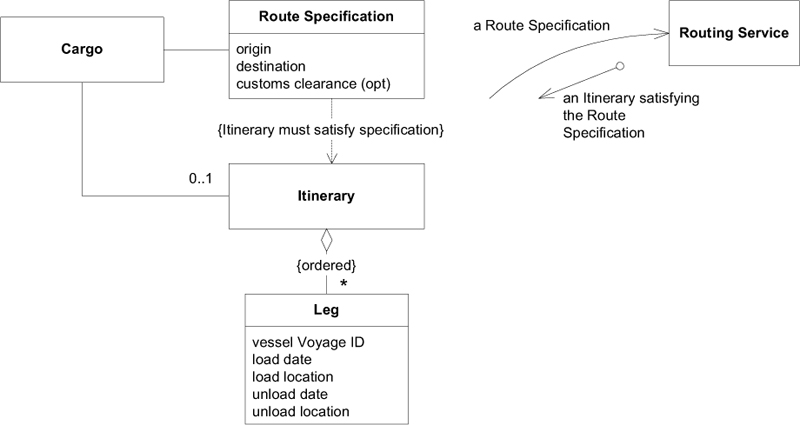 Cargo
Route Specification
origin
destination
customs clearance (opt)
a Route Specification
Routing Service
an Itinerary satisfying
the Route
Specification
{Itinerary must satisfy specification}
0..1
Itinerary
{ordered}
*
Leg
vessel Voyage ID
load date
load location
unload date
unload location